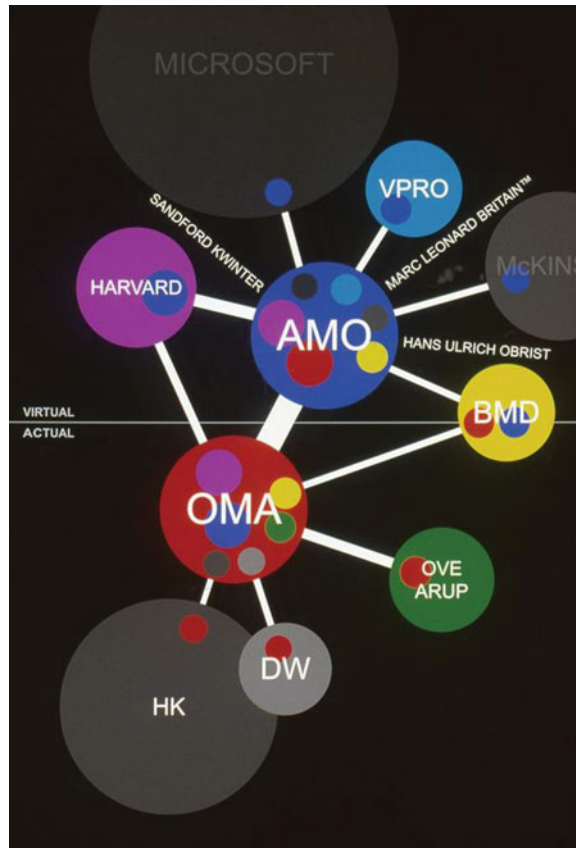 MICROSOFT
SANDFORD KWINTER
VPRO
MARC LEONARD BRITAIN™
McKINS
HARVARD
AMO
HANS ULRICH OBRIST
VIRTUAL
ACTUAL
BMD
OMA
OVE
ARUP
DW
HK